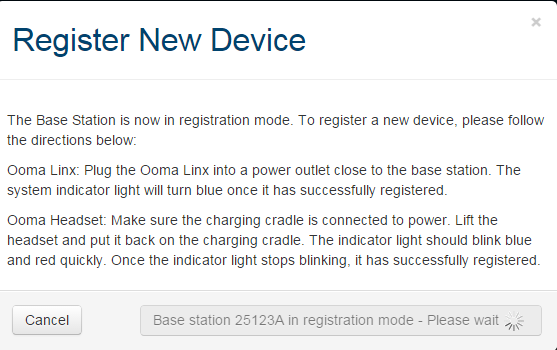 Register New Device
×
The Base Station is now in registration mode. To register a new device, please follow
the directions below:
Ooma Linx: Plug the Ooma Linx into a power outlet close to the base station. The
system indicator light will turn blue once it has successfully registered.
Ooma Headset: Make sure the charging cradle is connected to power. Lift the
headset and put it back on the charging cradle. The indicator light should blink blue
and red quickly. Once the indicator light stops blinking, it has successfully registered.
Cancel
Base station 25123A in registration mode - Please wait